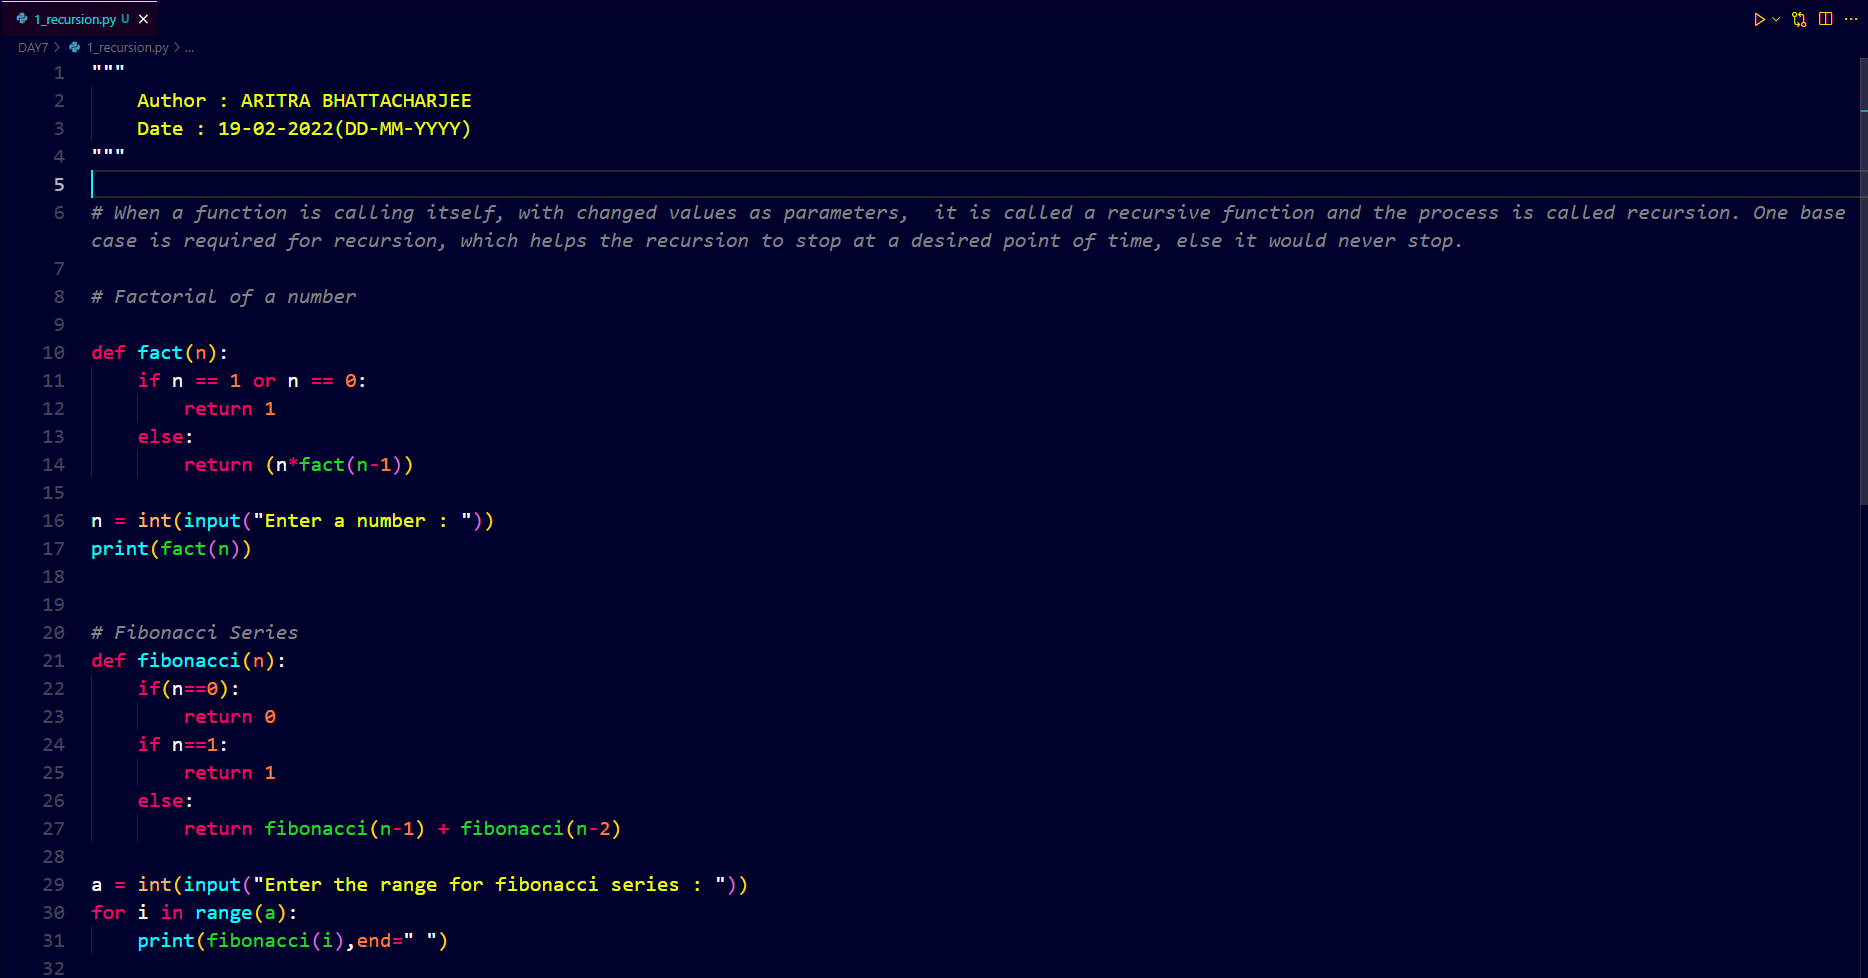 1_recursion.py U
DAY7 > 1_recursion.py > ...
1 """
2     Author : ARITRA BHATTACHARJEE
3     Date : 19-02-2022(DD-MM-YYYY)
4 """
5
6 # When a function is calling itself, with changed values as parameters,  it is called a recursive function and the process is called recursion. One base
case is required for recursion, which helps the recursion to stop at a desired point of time, else it would never stop.
7
8 # Factorial of a number
9
10 def fact(n):
11     if n == 1 or n == 0:
12         return 1
13     else:
14         return (n*fact(n-1))
15
16 n = int(input("Enter a number : "))
17 print(fact(n))
18
19
20 # Fibonacci Series
21 def fibonacci(n):
22     if(n==0):
23         return 0
24     if n==1:
25         return 1
26     else:
27         return fibonacci(n-1) + fibonacci(n-2)
28
29 a = int(input("Enter the range for fibonacci series : "))
30 for i in range(a):
31     print(fibonacci(i),end=" ")
32